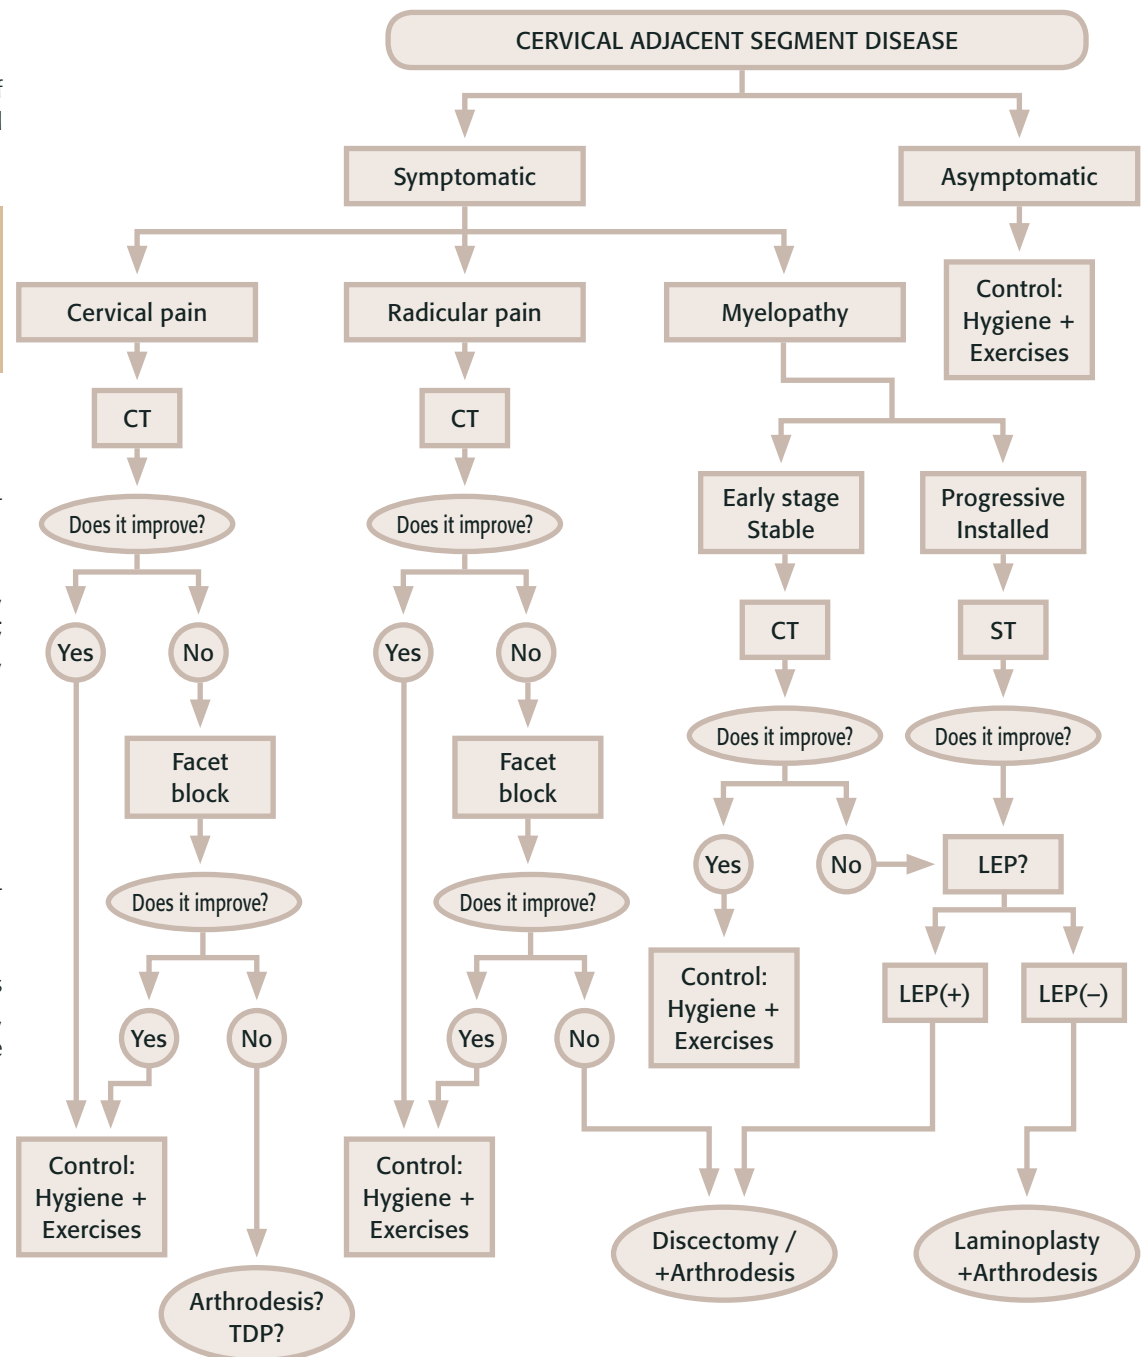 CERVICAL ADJACENT SEGMENT DISEASE
Symptomatic
Asymptomatic
Control:
Hygiene +
Exercises
Cervical pain
Radicular pain
Myelopathy
CT
CT
Early stage
Stable
Progressive
Installed
Does it improve?
Does it improve?
CT
ST
Yes
No
Yes
No
Does it improve?
Does it improve?
Facet
block
Facet
block
Yes
No
LEP?
Does it improve?
Does it improve?
Control:
Hygiene +
Exercises
LEP(+)
LEP(–)
Yes
No
Yes
No
Control:
Hygiene +
Exercises
Control:
Hygiene +
Exercises
Discectomy /
+Arthrodesis
Laminoplasty
+Arthrodesis
Arthrodesis?
TDP?